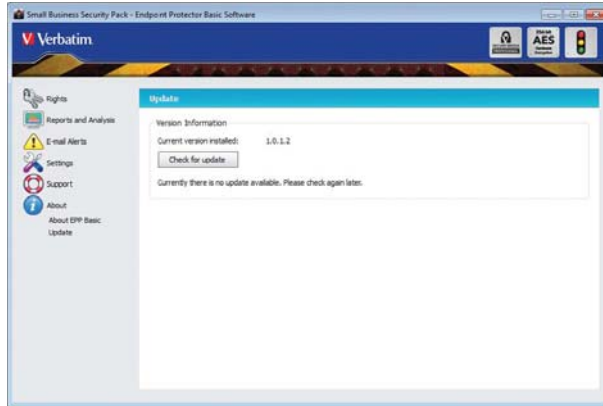 Small Business Security Pack - Endpoint Protector Basic Software
Verbatim
AES
Rights
Update
Reports and Analysis
Version Information
Current version installed: 1.0.1.2
E-mail Alerts
Check for update
Settings
Currently there is no update available. Please check again later.
Support
About
About EPP Basic
Update